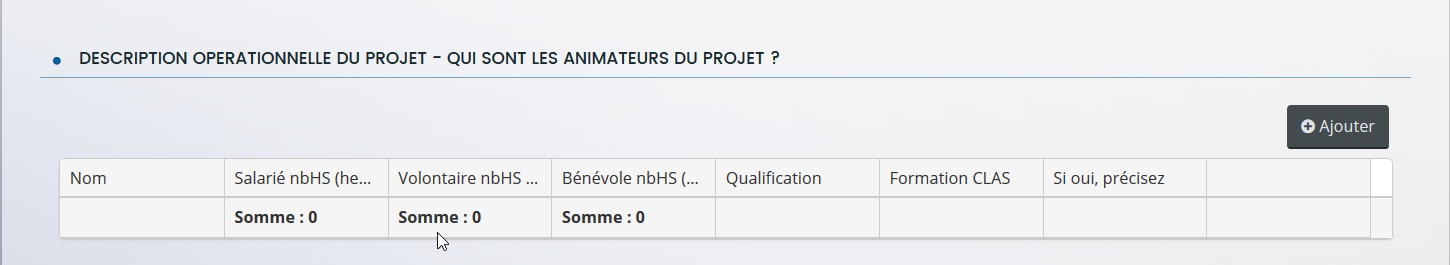 DESCRIPTION OPERATIONNELLE DU PROJET - QUI SONT LES ANIMATEURS DU PROJET ?
Ajouter
Nom Salarié nbHS (he... Volontaire nbHS ... Bénévole nbHS (... Qualification Formation CLAS Si oui, précisez
Somme : 0 Somme : 0 Somme : 0